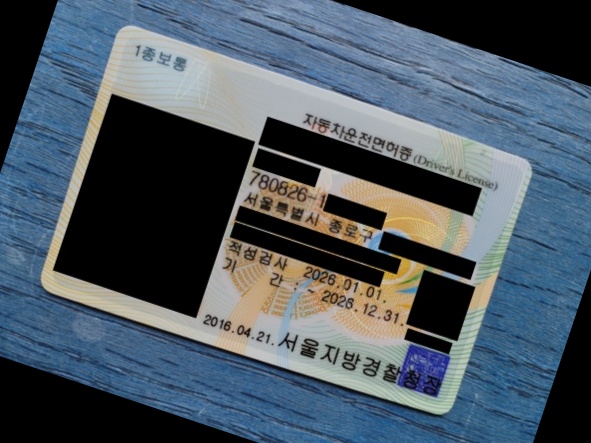 1종보통
자동차운전면허증 (Driver's License)
780826-1
서울특별시 종로구
적성검사 2026.01.01.
기 간 : 2026.12.31.
2016.04.21. 서울지방경찰청장